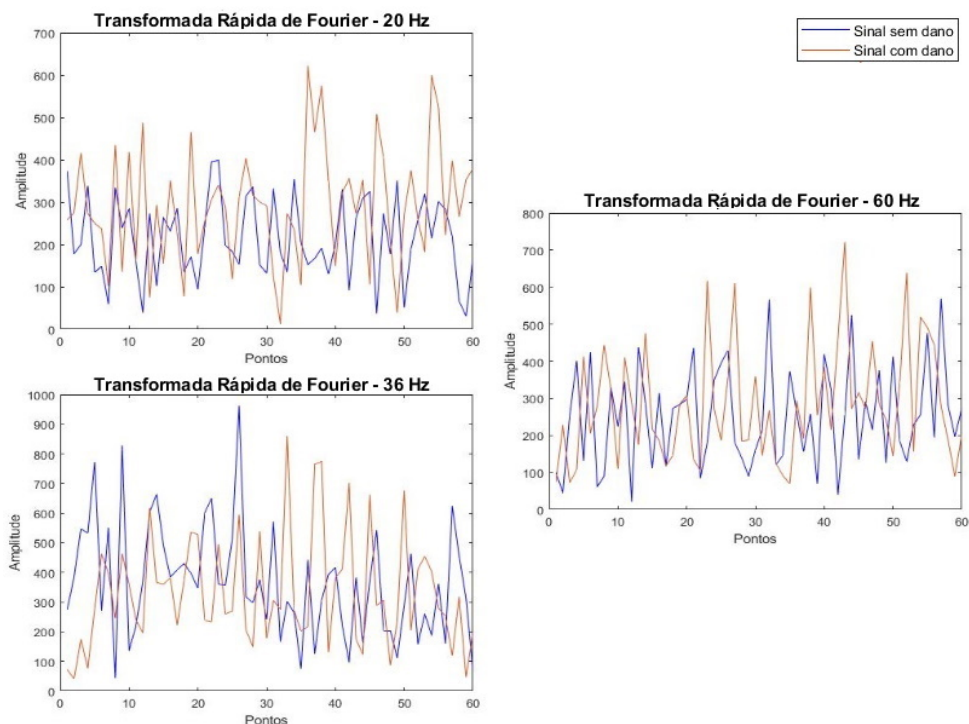 Transformada Rápida de Fourier - 20 Hz
700
600
500
400
300
200
100
0
Amplitude
0 10 20 30 40 50 60
Pontos
Transformada Rápida de Fourier - 36 Hz
1000
900
800
700
600
500
400
300
200
100
0
Amplitude
0 10 20 30 40 50 60
Pontos
Sinal sem dano
Sinal com dano
Transformada Rápida de Fourier - 60 Hz
800
700
600
500
400
300
200
100
0
Amplitude
0 10 20 30 40 50 60
Pontos